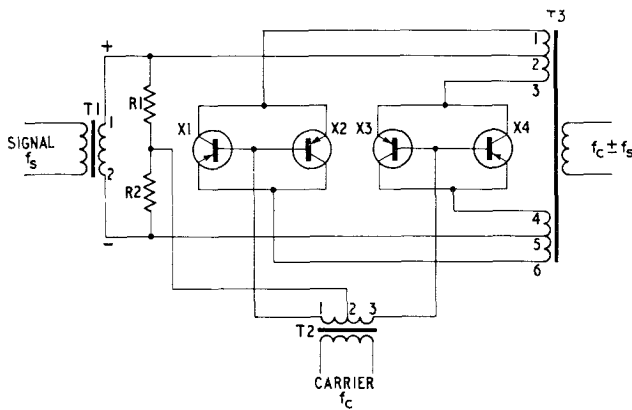 T3
1
+
2
3
R1
T1
X1
X2
X3
X4
1
SIGNAL
fs
2
R2
fc ± fs
4
5
−
6
1 2 3
T2
CARRIER
fc